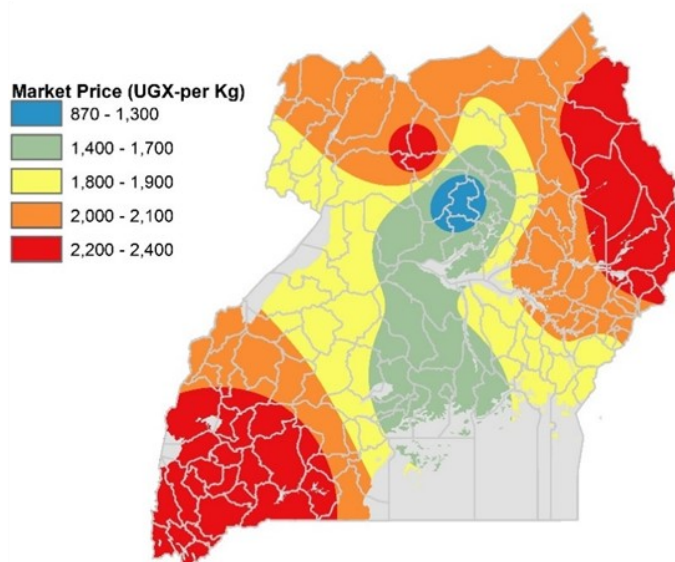 Market Price (UGX-per Kg)
870 - 1,300
1,400 - 1,700
1,800 - 1,900
2,000 - 2,100
2,200 - 2,400